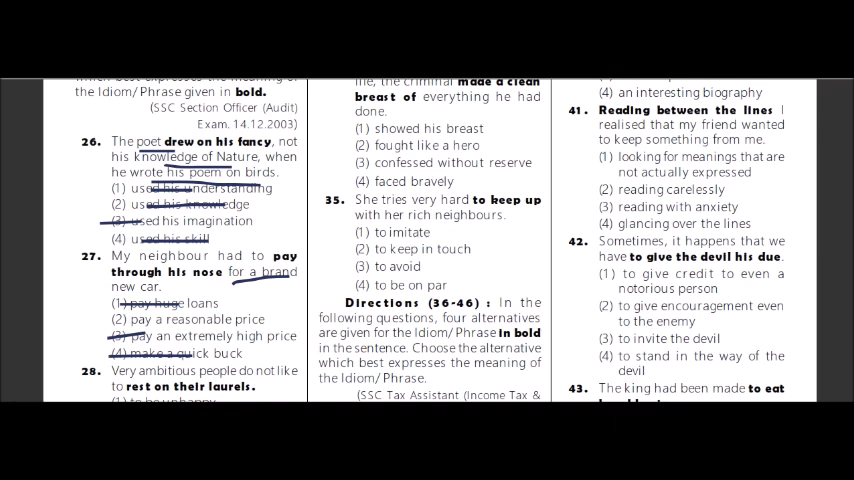 which best expresses the meaning of
the Idiom/ Phrase given in bold.
(SSC Section Officer (Audit)
Exam. 14.12.2003)
26. The poet drew on his fancy, not
his knowledge of Nature, when
he wrote his poem on birds.
(1) used his understanding
(2) used his knowledge
(3) used his imagination
(4) used his skill
27. My neighbour had to pay
through his nose for a brand
new car.
(1) pay huge loans
(2) pay a reasonable price
(3) pay an extremely high price
(4) make a quick buck
28. Very ambitious people do not like
to rest on their laurels.
(1) to be unhappy
life, the criminal made a clean
breast of everything he had
done.
(1) showed his breast
(2) fought like a hero
(3) confessed without reserve
(4) faced bravely
35. She tries very hard to keep up
with her rich neighbours.
(1) to imitate
(2) to keep in touch
(3) to avoid
(4) to be on par
Directions (36-46) : In the
following questions, four alternatives
are given for the Idiom/ Phrase in bold
in the sentence. Choose the alternative
which best expresses the meaning of
the Idiom/ Phrase.
(SSC Tax Assistant (Income Tax &
(4) an interesting biography
41. Reading between the lines I
realised that my friend wanted
to keep something from me.
(1) looking for meanings that are
not actually expressed
(2) reading carelessly
(3) reading with anxiety
(4) glancing over the lines
42. Sometimes, it happens that we
have to give the devil his due.
(1) to give credit to even a
notorious person
(2) to give encouragement even
to the enemy
(3) to invite the devil
(4) to stand in the way of the
devil
43. The king had been made to eat